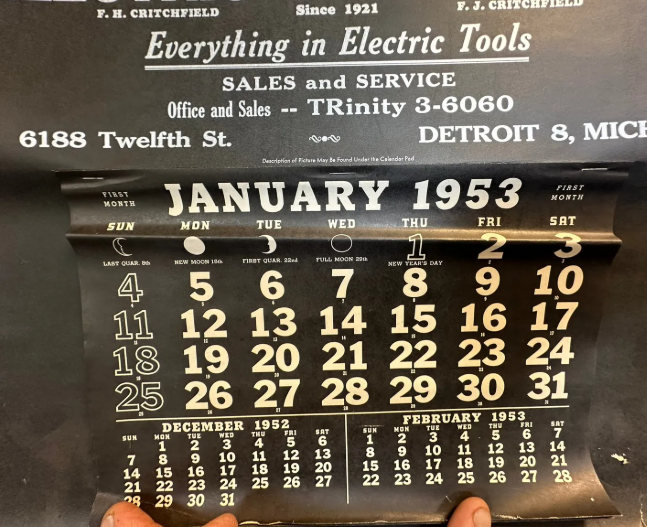 F. H. CRITCHFIELD Since 1921 F. J. CRITCHFIELD
Everything in Electric Tools
SALES and SERVICE
Office and Sales -- TRinity 3-6060
6188 Twelfth St. DETROIT 8, MICH
Description of Picture May Be Found Under the Calendar Pad
FIRST MONTH JANUARY 1953 FIRST MONTH
SUN MON TUE WED THU FRI SAT
1 2 3
LAST QUAR. 8th NEW MOON 15th FIRST QUAR. 22nd FULL MOON 29th NEW YEAR'S DAY
4 5 6 7 8 9 10
11 12 13 14 15 16 17
18 19 20 21 22 23 24
25 26 27 28 29 30 31
DECEMBER 1952
SUN MON TUE WED THU FRI SAT
1 2 3 4 5 6
7 8 9 10 11 12 13
14 15 16 17 18 19 20
21 22 23 24 25 26 27
28 29 30 31
FEBRUARY 1953
SUN MON TUE WED THU FRI SAT
1 2 3 4 5 6 7
8 9 10 11 12 13 14
15 16 17 18 19 20 21
22 23 24 25 26 27 28